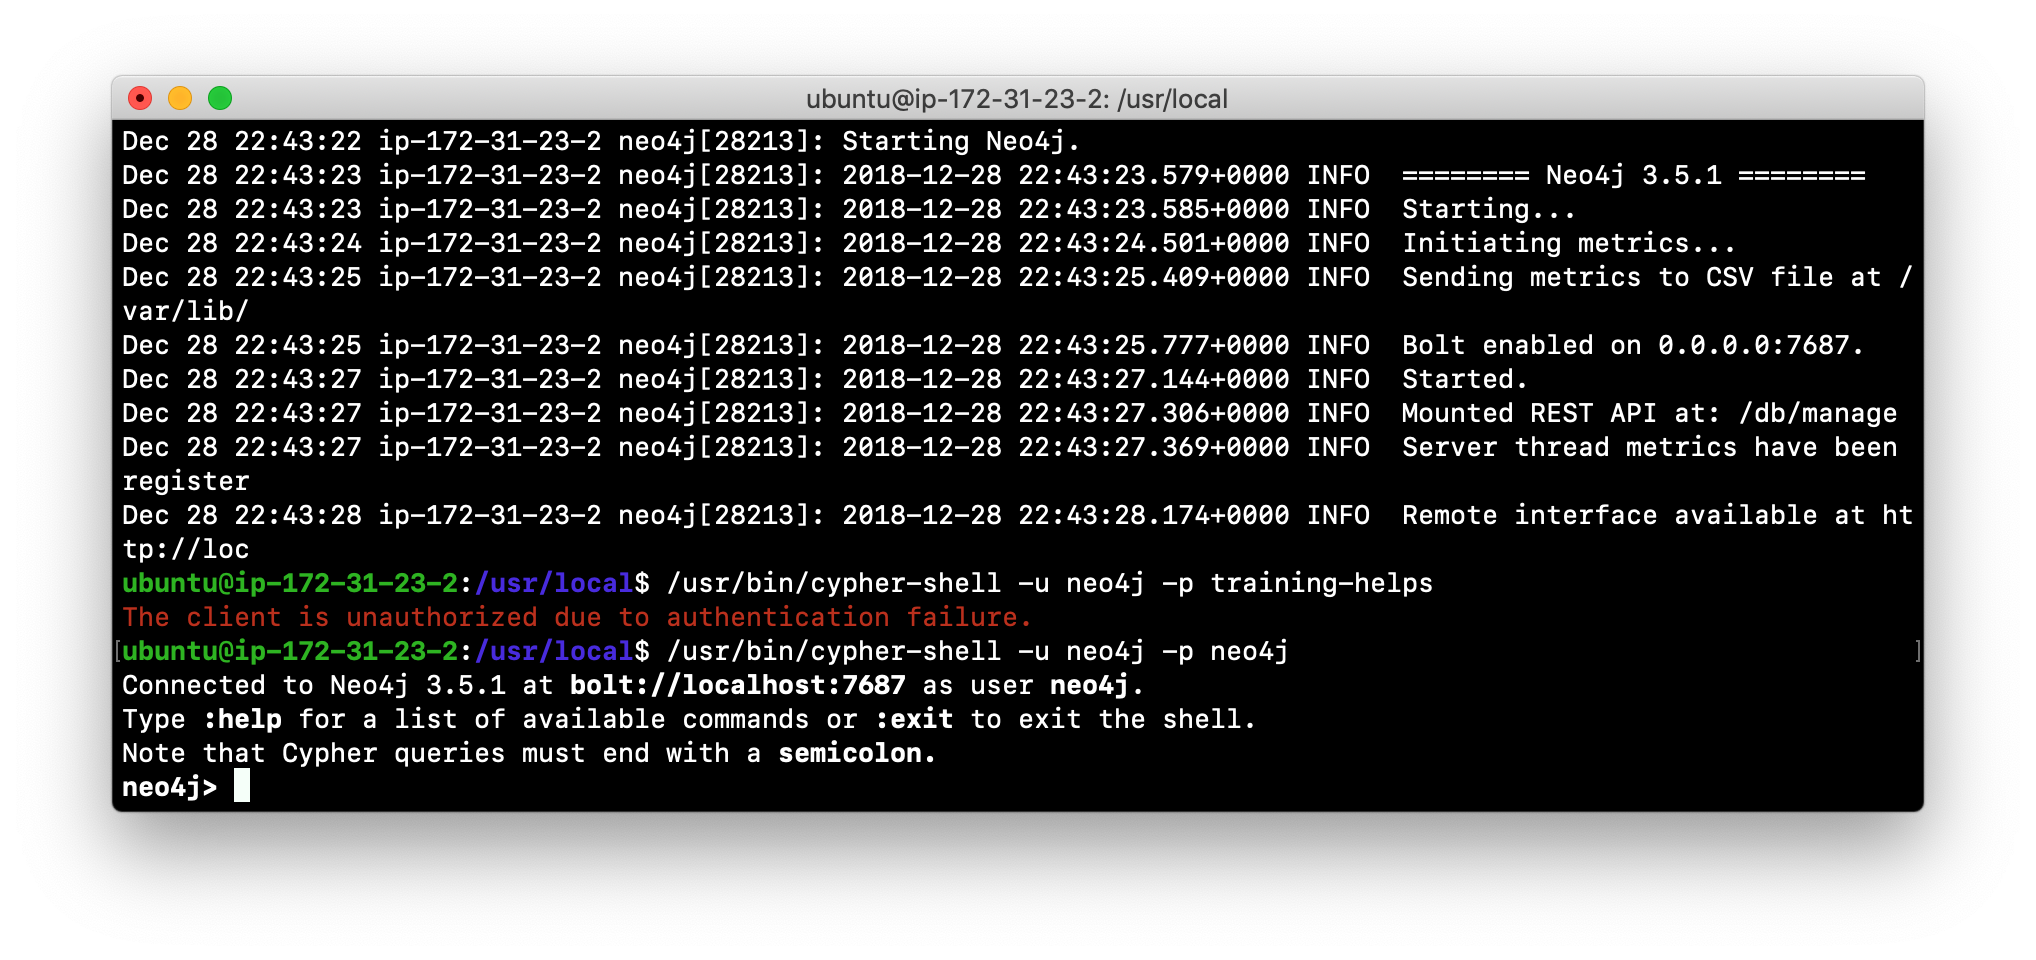 ubuntu@ip-172-31-23-2: /usr/local
Dec 28 22:43:22 ip-172-31-23-2 neo4j[28213]: Starting Neo4j.
Dec 28 22:43:23 ip-172-31-23-2 neo4j[28213]: 2018-12-28 22:43:23.579+0000 INFO  ======== Neo4j 3.5.1 ========
Dec 28 22:43:23 ip-172-31-23-2 neo4j[28213]: 2018-12-28 22:43:23.585+0000 INFO  Starting...
Dec 28 22:43:24 ip-172-31-23-2 neo4j[28213]: 2018-12-28 22:43:24.501+0000 INFO  Initiating metrics...
Dec 28 22:43:25 ip-172-31-23-2 neo4j[28213]: 2018-12-28 22:43:25.409+0000 INFO  Sending metrics to CSV file at /
var/lib/
Dec 28 22:43:25 ip-172-31-23-2 neo4j[28213]: 2018-12-28 22:43:25.777+0000 INFO  Bolt enabled on 0.0.0.0:7687.
Dec 28 22:43:27 ip-172-31-23-2 neo4j[28213]: 2018-12-28 22:43:27.144+0000 INFO  Started.
Dec 28 22:43:27 ip-172-31-23-2 neo4j[28213]: 2018-12-28 22:43:27.306+0000 INFO  Mounted REST API at: /db/manage
Dec 28 22:43:27 ip-172-31-23-2 neo4j[28213]: 2018-12-28 22:43:27.369+0000 INFO  Server thread metrics have been
register
Dec 28 22:43:28 ip-172-31-23-2 neo4j[28213]: 2018-12-28 22:43:28.174+0000 INFO  Remote interface available at ht
tp://loc
ubuntu@ip-172-31-23-2:/usr/local$ /usr/bin/cypher-shell -u neo4j -p training-helps
The client is unauthorized due to authentication failure.
[ubuntu@ip-172-31-23-2:/usr/local$ /usr/bin/cypher-shell -u neo4j -p neo4j ]
Connected to Neo4j 3.5.1 at bolt://localhost:7687 as user neo4j.
Type :help for a list of available commands or :exit to exit the shell.
Note that Cypher queries must end with a semicolon.
neo4j>